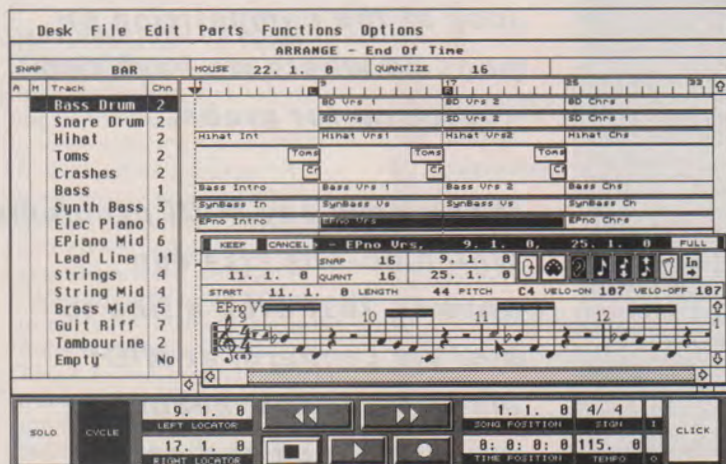 Desk File Edit Parts Functions Options
ARRANGE - End Of Time
SNAP BAR MOUSE 22. 1. 0 QUANTIZE 16
A M Track Chn 1 9 17 25 33
Bass Drum 2 BD Vrs 1 BD Vrs 2 BD Chrs 1
Snare Drum 2 SD Vrs 1 SD Vrs 2 SD Chrs 1
Hihat 2 Hihat Int Hihat Vrs1 Hihat Vrs2 Hihat Chs
Toms 2 Toms Toms Toms
Crashes 2 Cr Cr Cr
Bass 1 Bass Intro Bass Vrs 1 Bass Vrs 2 Bass Chs
Synth Bass 3 SynBass In SynBass Vs SynBass Vs SynBass Ch
Elec Piano 6 EPno Intro EPno Vrs EPno Chrs
EPiano Mid 6
Lead Line 11
Strings 4
String Mid 4
Brass Mid 5
Guit Riff 7
Tambourine 2
Empty No
KEEP CANCEL - EPno Vrs, 9. 1. 0, 25. 1. 0 FULL
SNAP 16 9. 1. 0
11. 1. 0 QUANT 16 25. 1. 0 In
START 11. 1. 0 LENGTH 44 PITCH C4 VELO-ON 107 VELO-OFF 107
EPno V
9 10 11 12
4
4
SOLO CYCLE
9. 1. 0
LEFT LOCATOR
17. 1. 0
RIGHT LOCATOR
1. 1. 0 4/ 4
SONG POSITION SIGN I
0: 0: 0: 0 115. 0
TIME POSITION TEMPO O
CLICK